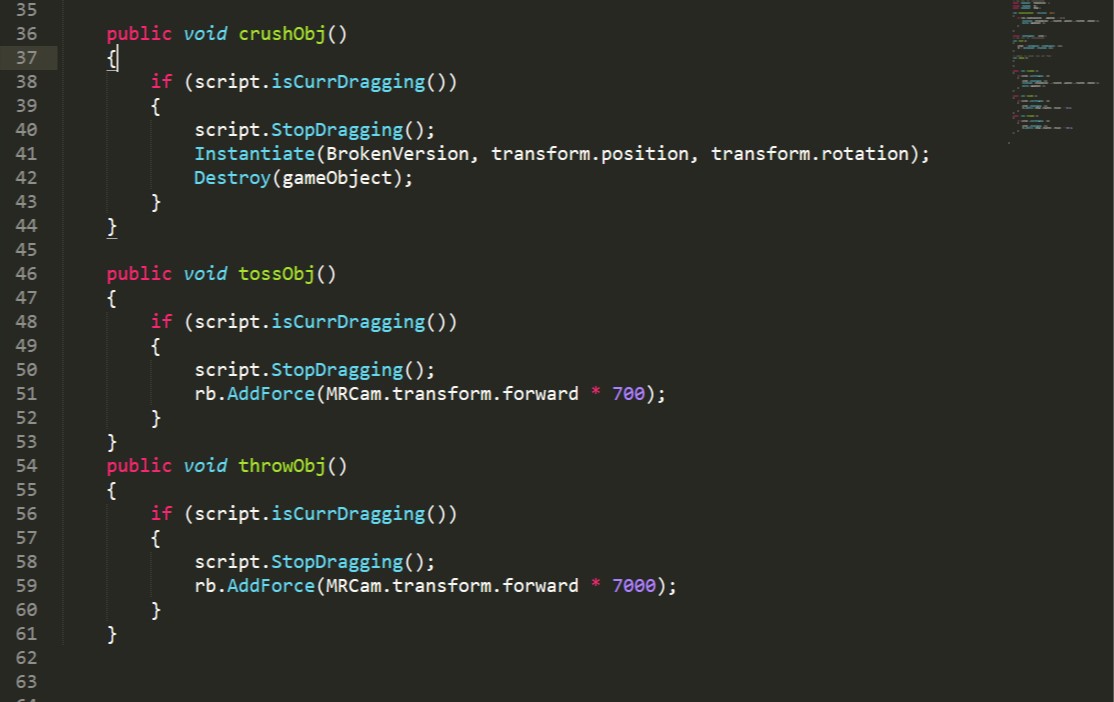 35
36 public void crushObj()
37 {
38 if (script.isCurrDragging())
39 {
40 script.StopDragging();
41 Instantiate(BrokenVersion, transform.position, transform.rotation);
42 Destroy(gameObject);
43 }
44 }
45
46 public void tossObj()
47 {
48 if (script.isCurrDragging())
49 {
50 script.StopDragging();
51 rb.AddForce(MRCam.transform.forward * 700);
52 }
53 }
54 public void throwObj()
55 {
56 if (script.isCurrDragging())
57 {
58 script.StopDragging();
59 rb.AddForce(MRCam.transform.forward * 7000);
60 }
61 }
62
63